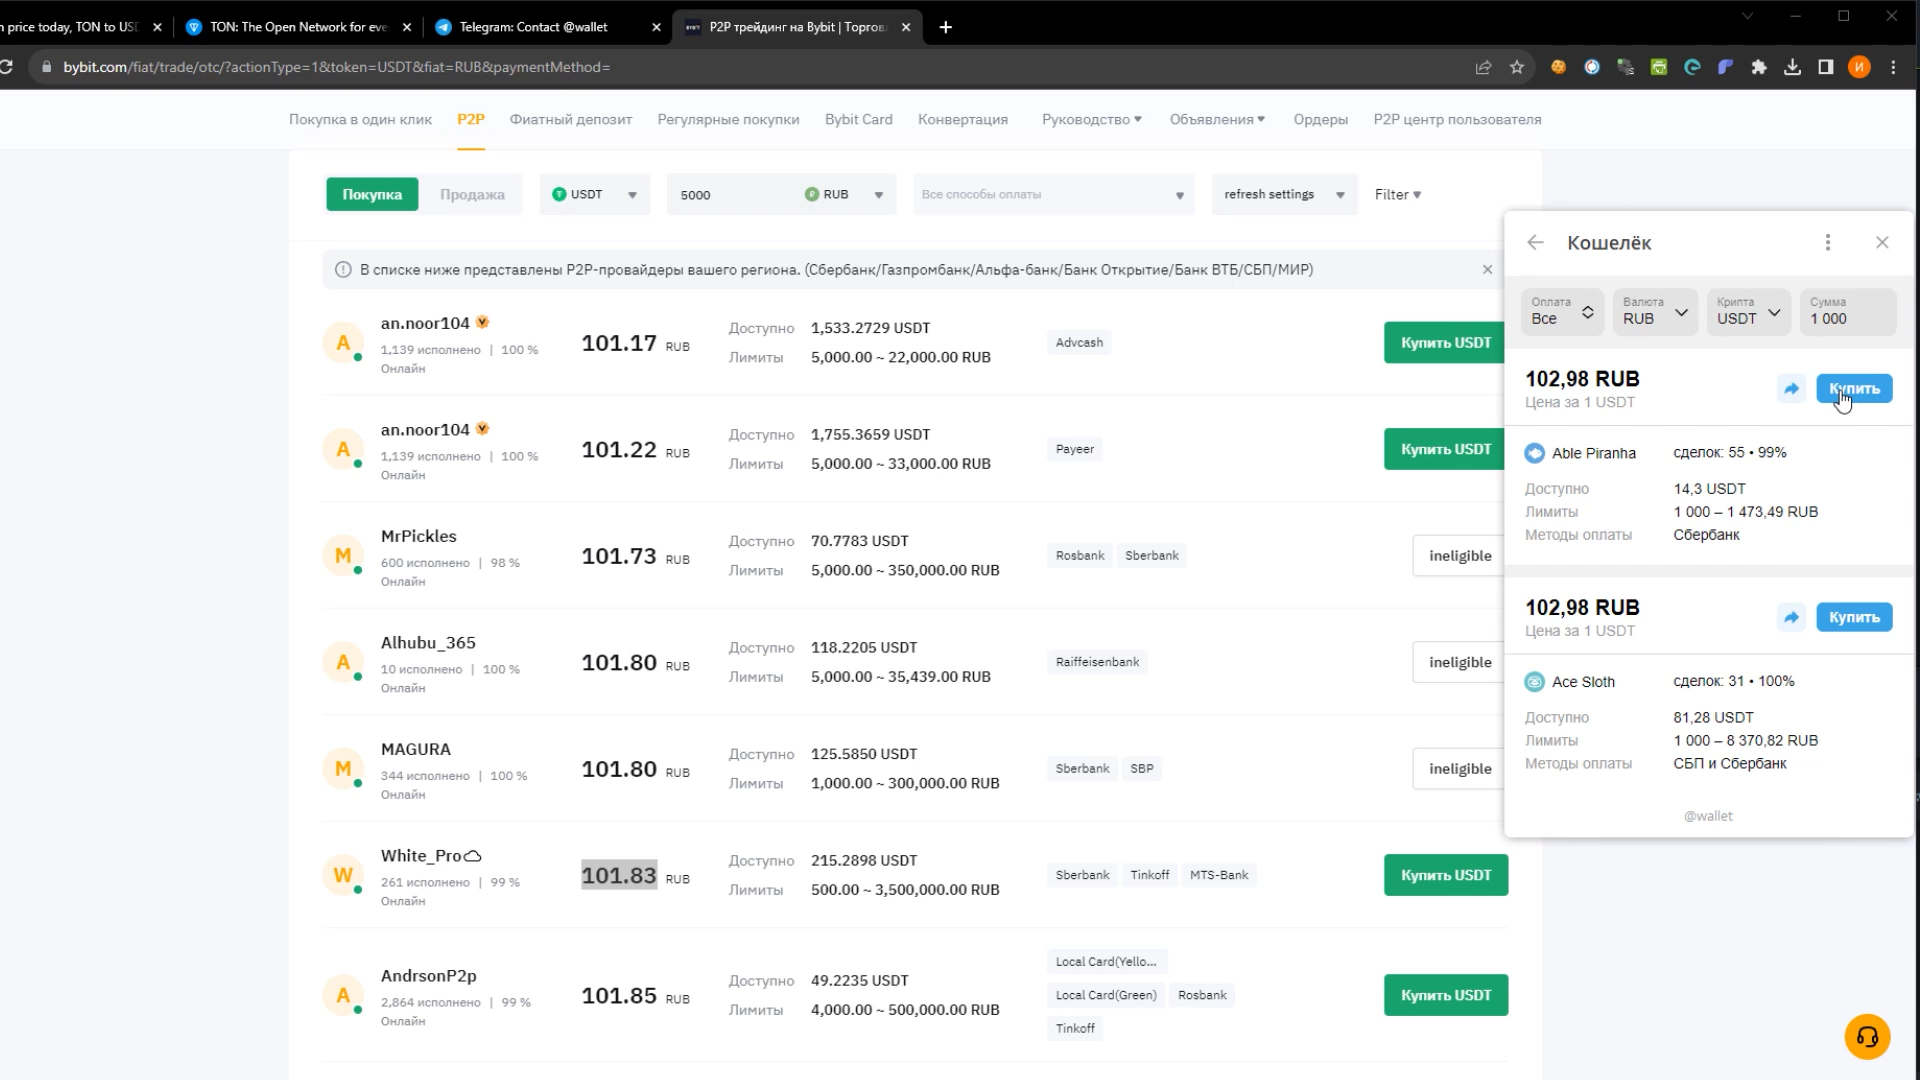 n price today, TON to US
TON: The Open Network for eve
Telegram: Contact @wallet
P2P трейдинг на Bybit | Торгов
bybit.com/fiat/trade/otc/?actionType=1&token=USDT&fiat=RUB&paymentMethod=
И
Покупка в один клик P2P Фиатный депозит Регулярные покупки Bybit Card Конвертация Руководство Объявления Ордеры P2P центр пользователя
Покупка Продажа USDT 5000 RUB Все способы оплаты refresh settings Filter
В списке ниже представлены P2P-провайдеры вашего региона. (Сбербанк/Газпромбанк/Альфа-банк/Банк Открытие/Банк ВТБ/СБП/МИР)
A
an.noor104
1,139 исполнено | 100 %
Онлайн
101.17 RUB
Доступно 1,533.2729 USDT
Лимиты 5,000.00 ~ 22,000.00 RUB
Advcash
Купить USDT
A
an.noor104
1,139 исполнено | 100 %
Онлайн
101.22 RUB
Доступно 1,755.3659 USDT
Лимиты 5,000.00 ~ 33,000.00 RUB
Payeer
Купить USDT
M
MrPickles
600 исполнено | 98 %
Онлайн
101.73 RUB
Доступно 70.7783 USDT
Лимиты 5,000.00 ~ 350,000.00 RUB
Rosbank Sberbank
ineligible
A
Alhubu_365
10 исполнено | 100 %
Онлайн
101.80 RUB
Доступно 118.2205 USDT
Лимиты 5,000.00 ~ 35,439.00 RUB
Raiffeisenbank
ineligible
M
MAGURA
344 исполнено | 100 %
Онлайн
101.80 RUB
Доступно 125.5850 USDT
Лимиты 1,000.00 ~ 300,000.00 RUB
Sberbank SBP
ineligible
W
White_Pro
261 исполнено | 99 %
Онлайн
101.83 RUB
Доступно 215.2898 USDT
Лимиты 500.00 ~ 3,500,000.00 RUB
Sberbank Tinkoff MTS-Bank
Купить USDT
A
AndrsonP2p
2,864 исполнено | 99 %
Онлайн
101.85 RUB
Доступно 49.2235 USDT
Лимиты 4,000.00 ~ 500,000.00 RUB
Local Card(Yello...
Local Card(Green) Rosbank
Tinkoff
Купить USDT
Кошелёк
Оплата Валюта Крипта Сумма
Все RUB USDT 1 000
102,98 RUB
Цена за 1 USDT
Купить
Able Piranha сделок: 55 • 99%
Доступно 14,3 USDT
Лимиты 1 000 – 1 473,49 RUB
Методы оплаты Сбербанк
102,98 RUB
Цена за 1 USDT
Купить
Ace Sloth сделок: 31 • 100%
Доступно 81,28 USDT
Лимиты 1 000 – 8 370,82 RUB
Методы оплаты СБП и Сбербанк
@wallet